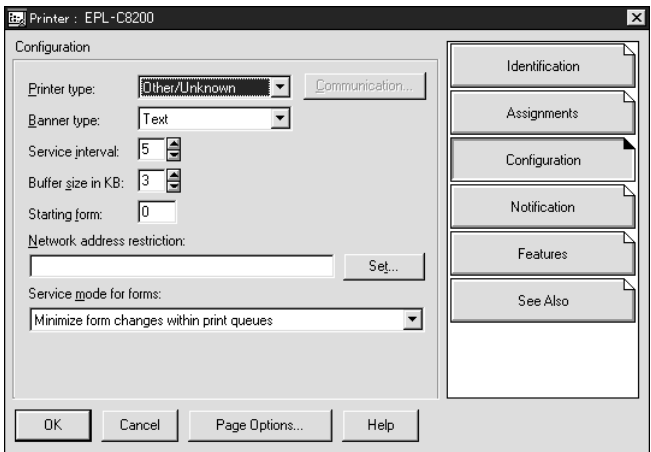 Printer : EPL-C8200
Configuration
Printer type: Other/Unknown Communication...
Banner type: Text
Service interval: 5
Buffer size in KB: 3
Starting form: 0
Network address restriction:
Set...
Service mode for forms:
Minimize form changes within print queues
Identification
Assignments
Configuration
Notification
Features
See Also
OK Cancel Page Options... Help